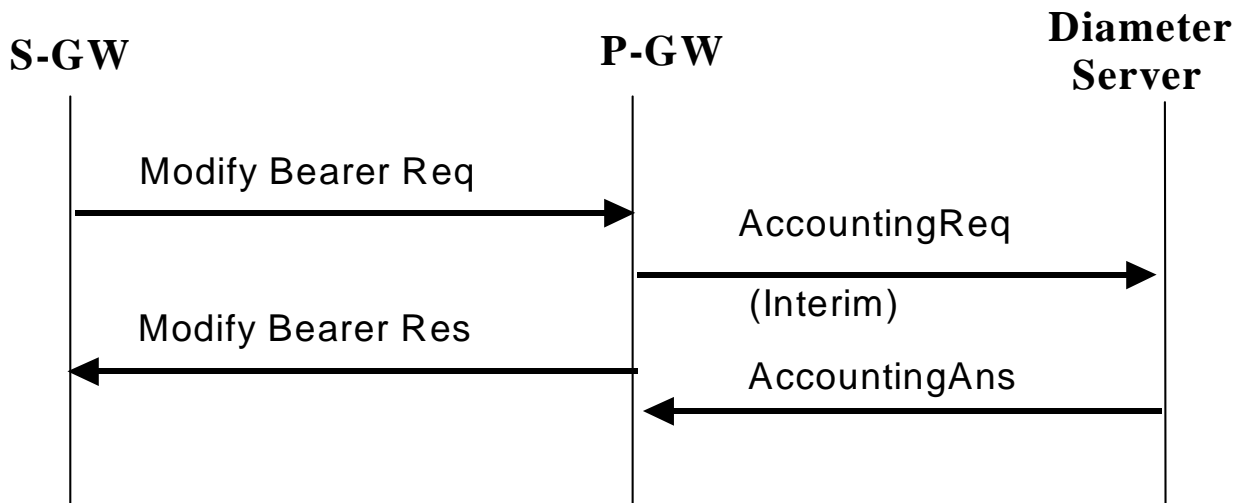 S-GW
P-GW
Diameter
Server
Modify Bearer Req
AccountingReq
(Interim)
Modify Bearer Res
AccountingAns